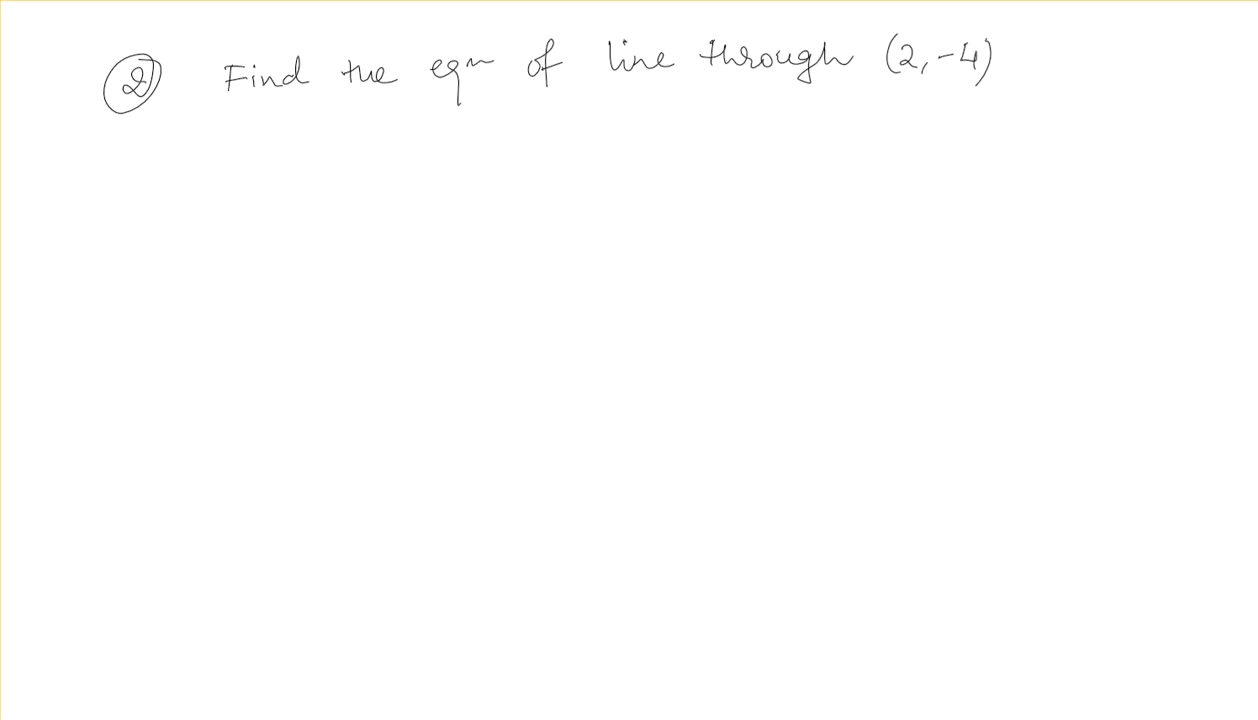 ② Find the eqn of line through (2,-4)